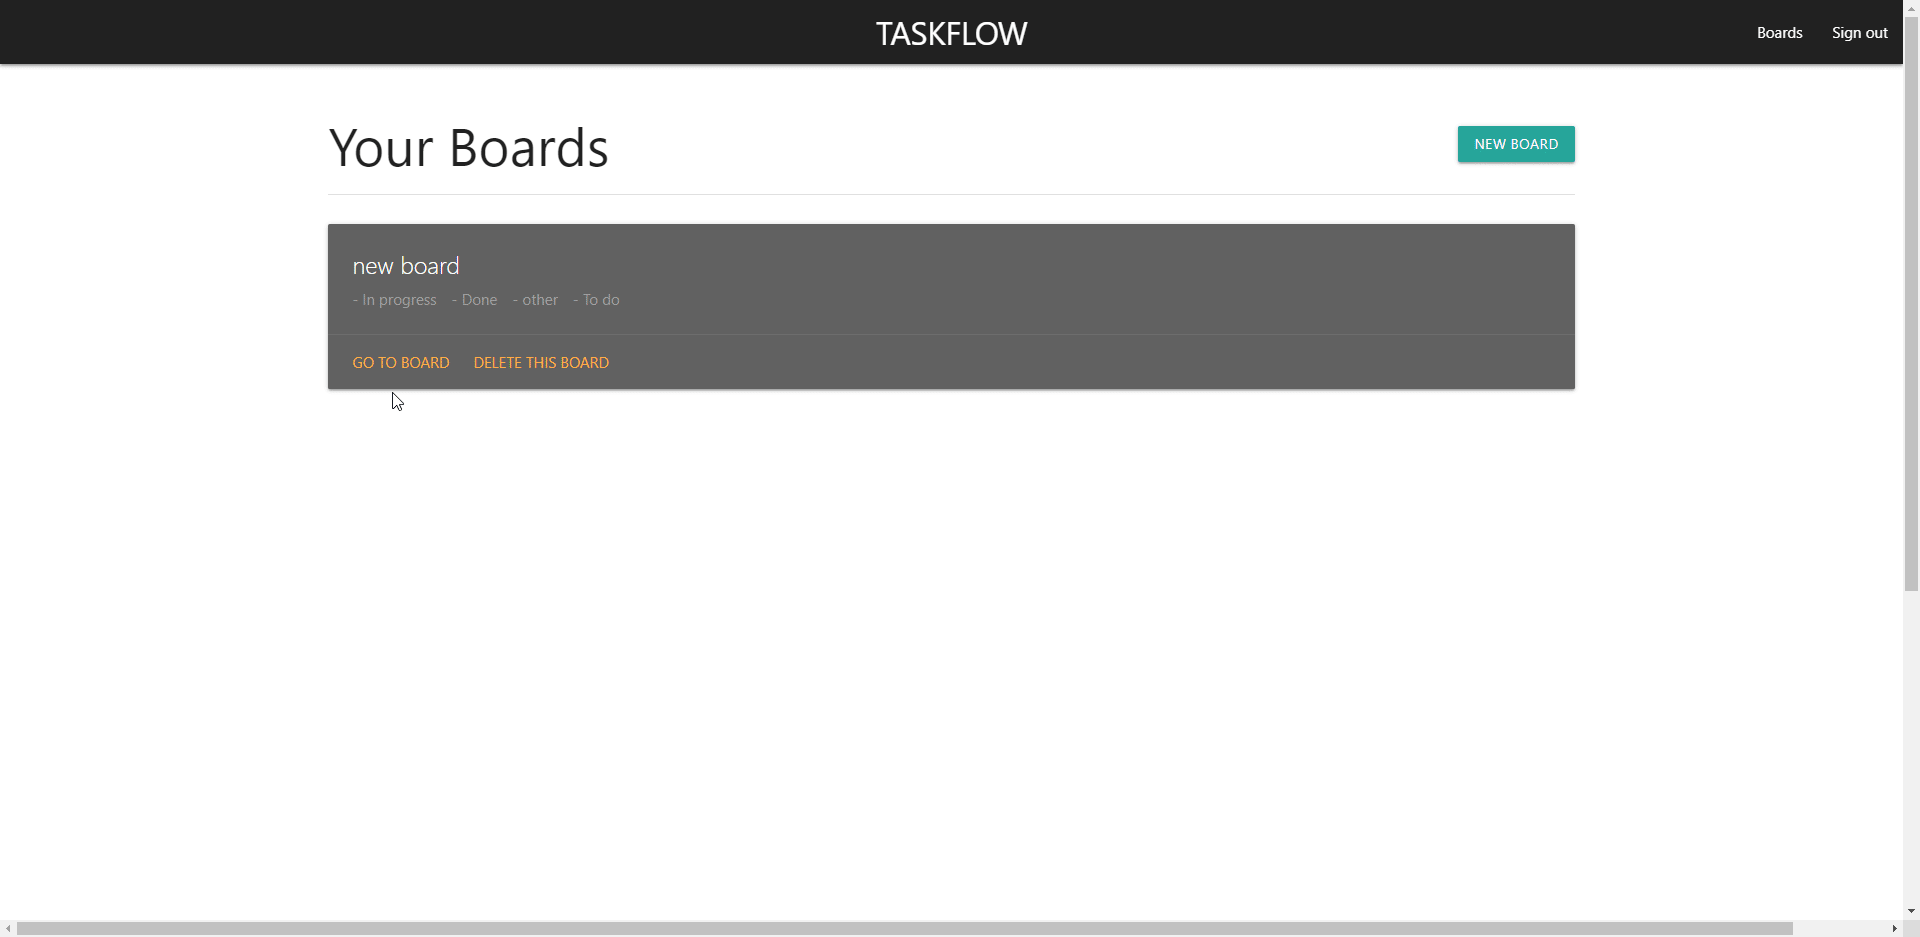 TASKFLOW
Boards Sign out
Your Boards
NEW BOARD
new board
- In progress - Done - other - To do
GO TO BOARD DELETE THIS BOARD